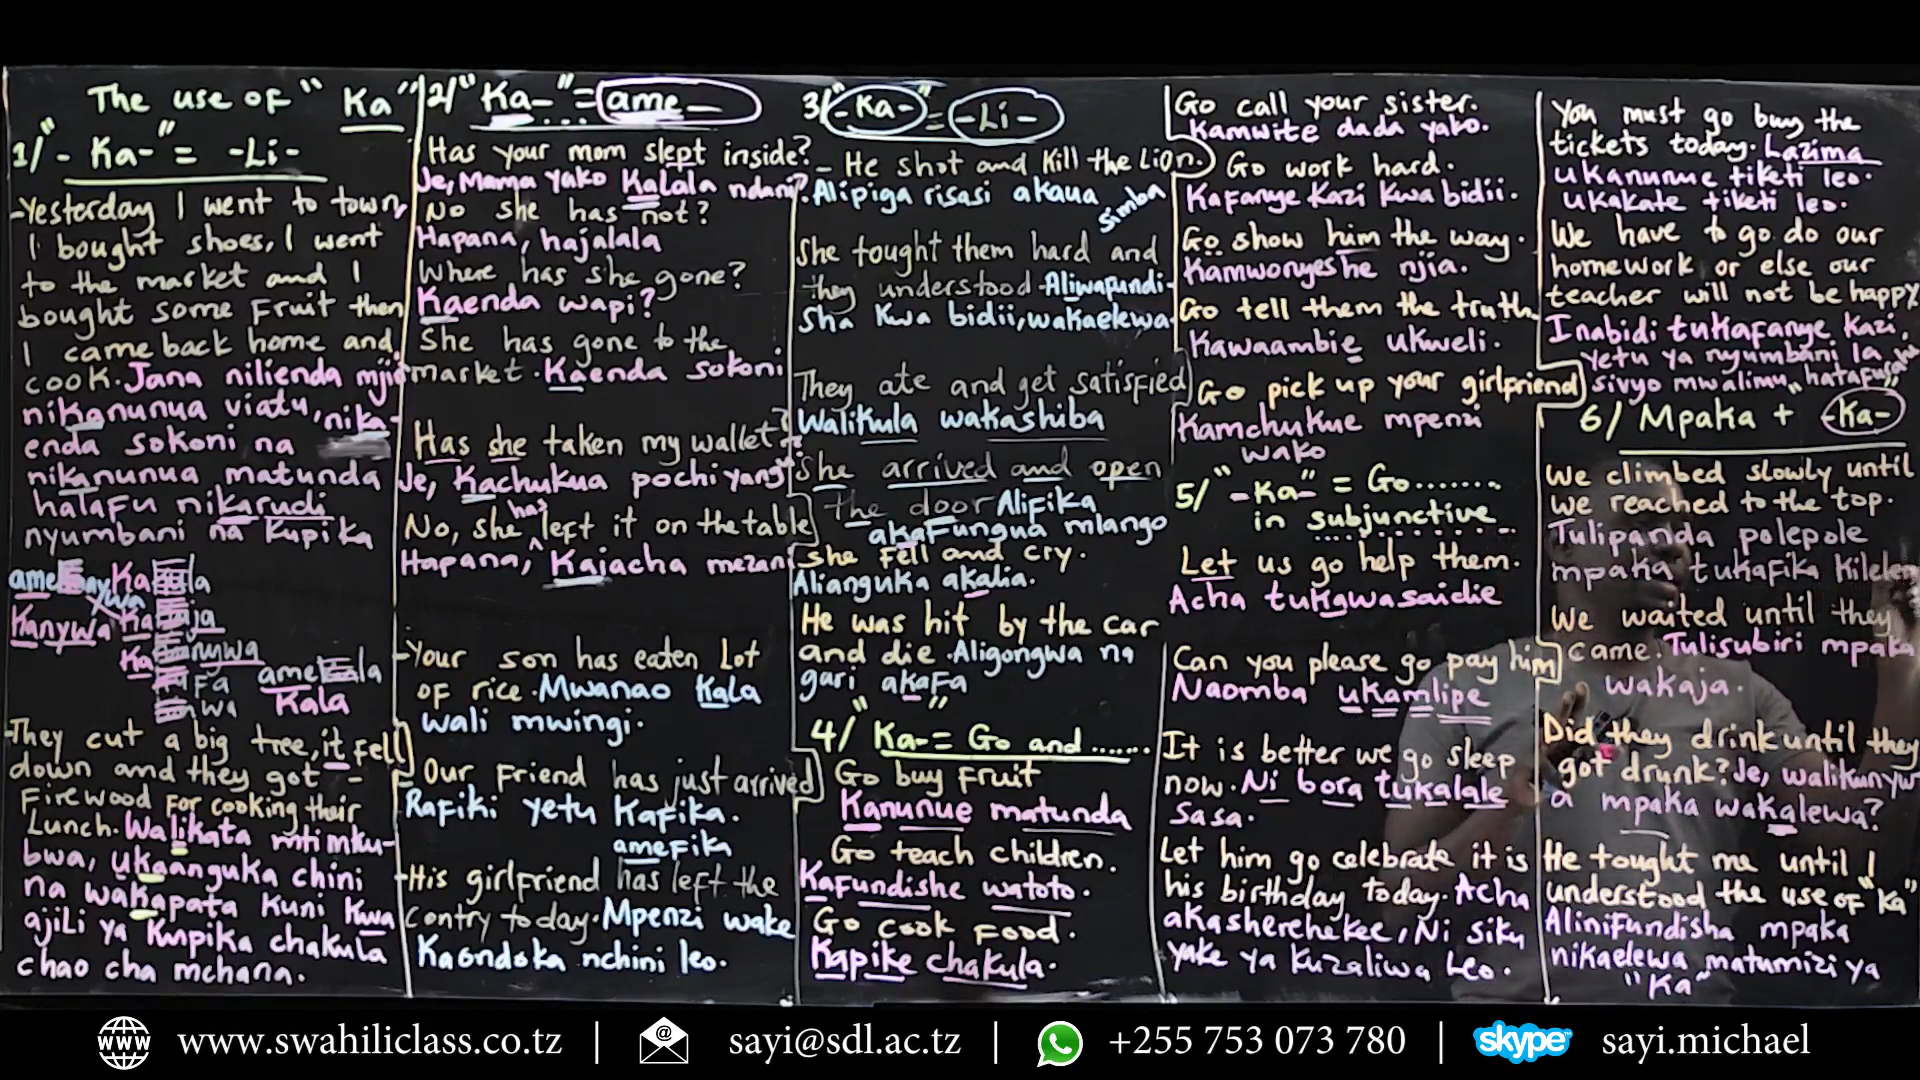 The use of "Ka"
1/ "-Ka-" = -Li-
-Yesterday I went to town,
I bought shoes, I went
to the market and I
bought some Fruit then
I came back home and
cook. Jana nilienda mjini
nikanunua viatu, nika-
enda sokoni na
nikanunua matunda
halafu nikarudi
nyumbani na Kupika
ame Ka la
Kanywa Ka ja
Ka nywa
Fa ame la
wa Kala
-They cut a big tree, it fell
down and they got -
Firewood for cooking their
Lunch. Walikata mti mku-
bwa, ukaanguka chini
na wakapata kuni Kwa
ajili ya Kupika chakula
chao cha mchana.
2/ "Ka-" = ame-
Has your mom slept inside?
Je, Mama yako Kalala ndani?
No she has not?
Hapana, hajalala
Where has she gone?
Kaenda wapi?
She has gone to the
market. Kaenda sokoni
Has she taken my wallet?
Je, Kachukua pochi yangu?
No, she has left it on the table
Hapana, Kaiacha mezani
-Your son has eaten Lot
of rice. Mwanao Kala
wali mwingi.
Our Friend has just arrived
Rafiki yetu Kafika.
amefika
-His girlfriend has left the
contry today. Mpenzi wake
Kaondoka nchini leo.
3/ "-Ka-" = -Li-
- He shot and Kill the Lion.
Alipiga risasi akaua simba
She tought them hard and
they understood. Aliwafundi-
sha Kwa bidii, wakaelewa.
They ate and get satisfied
Walikula wakashiba
She arrived and open
the door Alifika
akaFungua mlango
She Fell and cry.
Alianguka akalia.
He was hit by the car
and die. Aligongwa na
gari akaFa
4/ "Ka-" = Go and .......
Go buy Fruit
Kanunue matunda
Go teach children.
Kafundishe watoto.
Go cook Food.
Kapike chakula.
Go call your sister.
Kamwite dada yako.
Go work hard.
Kafanye Kazi Kwa bidii.
Go show him the way.
Kamwonyeshe njia.
Go tell them the truth
Kawaambie ukweli.
Go pick up your girlfriend
Kamchukue mpenzi
wako
5/ "-Ka-" = Go........
in subjunctive
Let us go help them.
Acha tukawasaidie
Can you please go pay him
Naomba ukamlipe
It is better we go sleep
now. Ni bora tukalale
sasa.
Let him go celebrate it is
his birthday today. Acha
akasherehekee, Ni siku
yake ya Kuzaliwa Leo.
You must go buy the
tickets today. Lazima
ukanunue tiketi leo.
ukakate tiketi leo.
We have to go do our
homework or else our
teacher will not be happy
Inabidi tukafanye Kazi
yetu ya nyumbani la
sivyo mwalimu hatafurahi
6/ Mpaka + "-Ka-"
We climbed slowly until
we reached to the top.
Tulipanda polepole
mpaka tukafika Kileleni
We waited until they
came. Tulisubiri mpaka
wakaja.
Did they drink until they
got drunk? Je, walikunyw
a mpaka wakalewa?
He tought me until I
understood the use of "Ka"
Alinifundisha mpaka
nikaelewa matumizi ya
"Ka"
www.swahiliclass.co.tz | sayi@sdl.ac.tz | +255 753 073 780 | skype sayi.michael